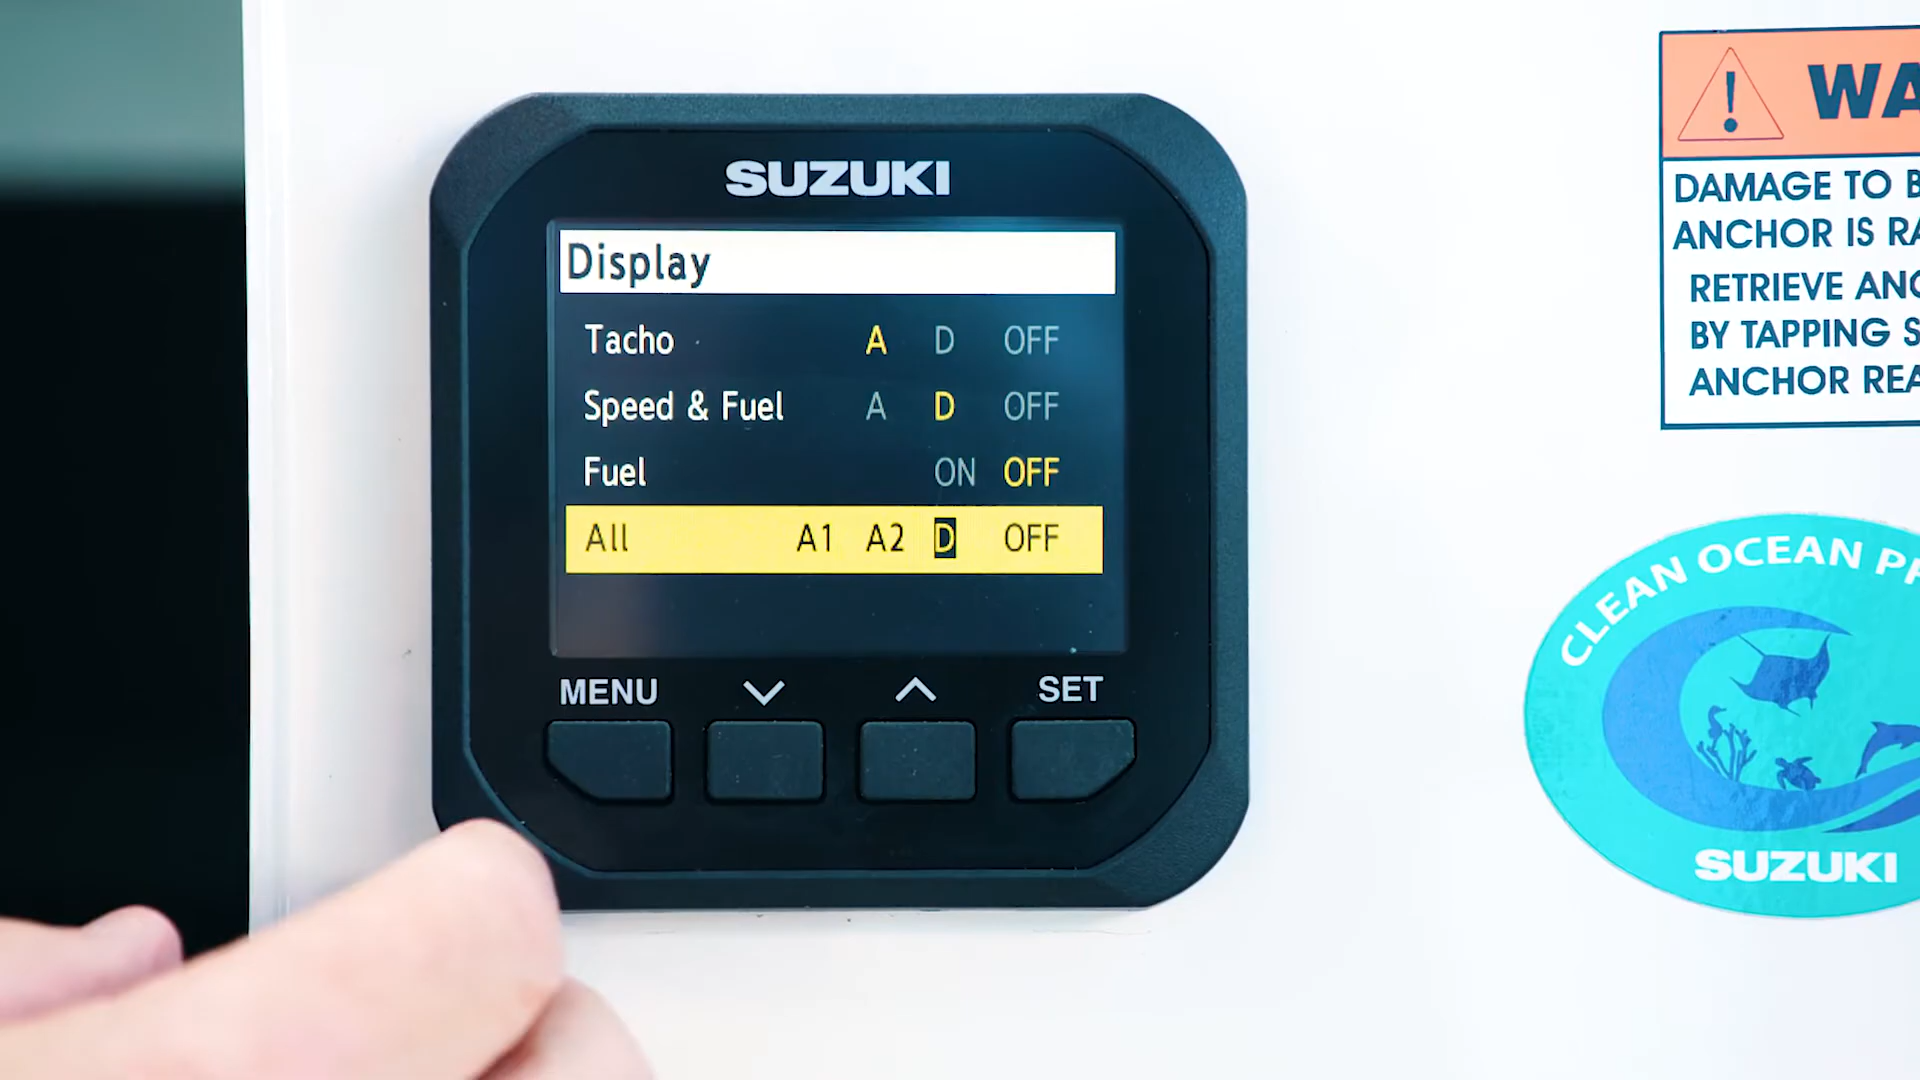 SUZUKI
Display
Tacho A D OFF
Speed & Fuel A D OFF
Fuel ON OFF
All A1 A2 D OFF
MENU SET
DAMAGE TO
ANCHOR IS
RETRIEVE
BY TAPPING
ANCHOR
CLEAN OCEAN
SUZUKI